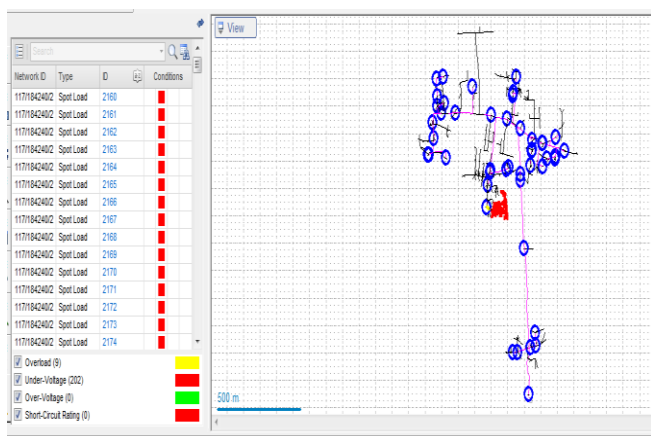 Search
View
Network ID Type ID Conditions
117/184240/2 Spot Load 2160
117/184240/2 Spot Load 2161
117/184240/2 Spot Load 2162
117/184240/2 Spot Load 2163
117/184240/2 Spot Load 2164
117/184240/2 Spot Load 2165
117/184240/2 Spot Load 2166
117/184240/2 Spot Load 2167
117/184240/2 Spot Load 2168
117/184240/2 Spot Load 2169
117/184240/2 Spot Load 2170
117/184240/2 Spot Load 2171
117/184240/2 Spot Load 2172
117/184240/2 Spot Load 2173
117/184240/2 Spot Load 2174
Overload (9)
Under-Voltage (202)
Over-Voltage (0)
Short-Circuit Rating (0)
500 m